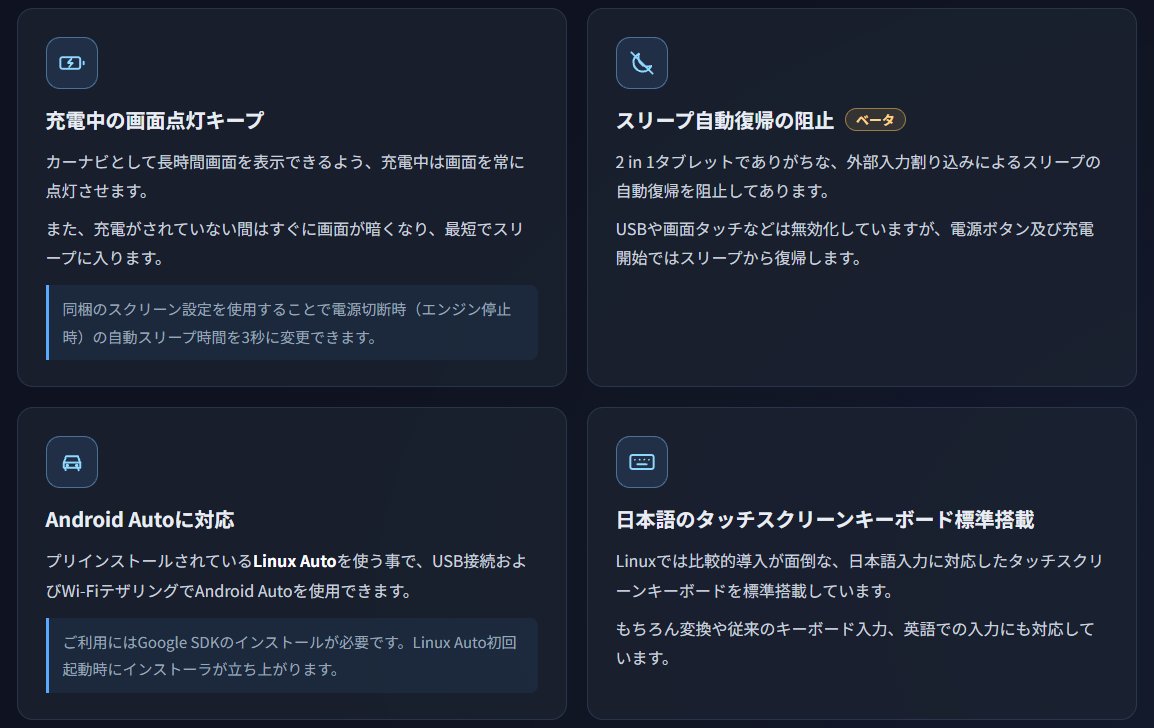 充電中の画面点灯キープ
カーナビとして長時間画面を表示できるよう、充電中は画面を常に
点灯させます。
また、充電がされていない間はすぐに画面が暗くなり、最短でスリ
ープに入ります。
同梱のスクリーン設定を使用することで電源切断時（エンジン停止
時）の自動スリープ時間を3秒に変更できます。
スリープ自動復帰の阻止 ベータ
2 in 1タブレットでありがちな、外部入力割り込みによるスリープの
自動復帰を阻止してあります。
USBや画面タッチなどは無効化していますが、電源ボタン及び充電
開始ではスリープから復帰します。
Android Autoに対応
プリインストールされているLinux Autoを使う事で、USB接続およ
びWi-FiテザリングでAndroid Autoを使用できます。
ご利用にはGoogle SDKのインストールが必要です。Linux Auto初回
起動時にインストーラが立ち上がります。
日本語のタッチスクリーンキーボード標準搭載
Linuxでは比較的導入が面倒な、日本語入力に対応したタッチスクリ
ーンキーボードを標準搭載しています。
もちろん変換や従来のキーボード入力、英語での入力にも対応して
います。